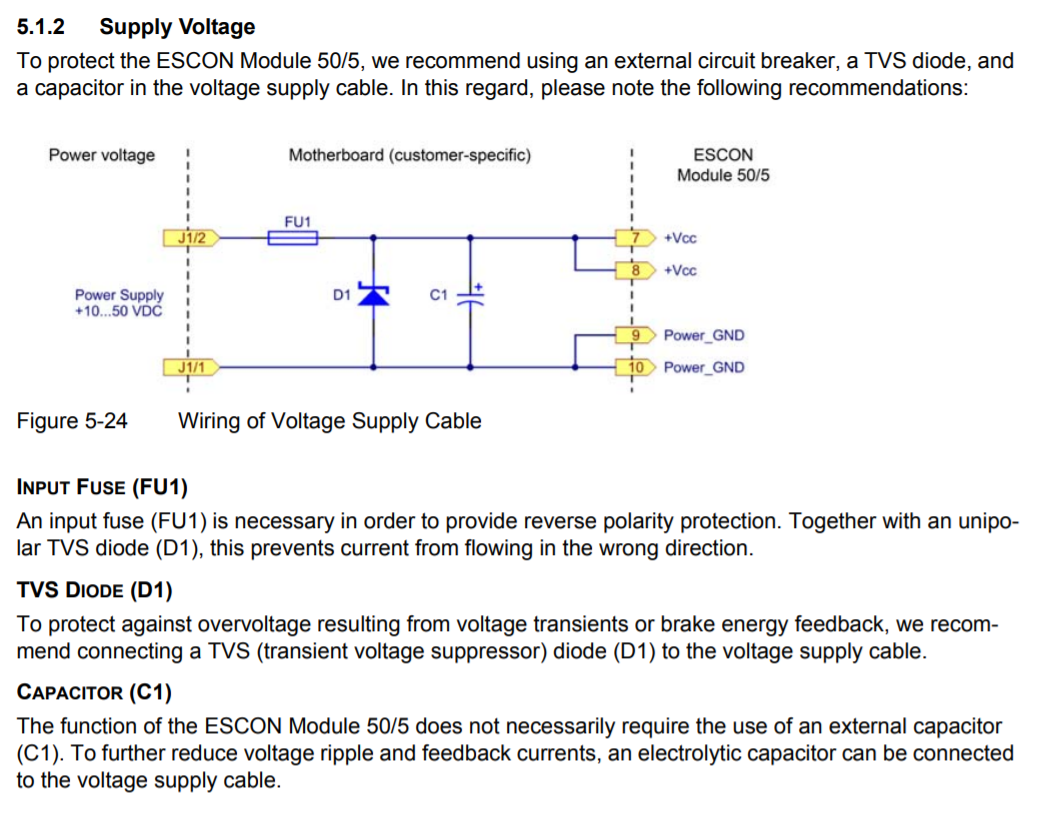 5.1.2 Supply Voltage
To protect the ESCON Module 50/5, we recommend using an external circuit breaker, a TVS diode, and
a capacitor in the voltage supply cable. In this regard, please note the following recommendations:
Power voltage
Motherboard (customer-specific)
ESCON
Module 50/5
FU1
J1/2
7 +Vcc
8 +Vcc
Power Supply
+10...50 VDC
D1
C1
+
9 Power_GND
J1/1
10 Power_GND
Figure 5-24 Wiring of Voltage Supply Cable
INPUT FUSE (FU1)
An input fuse (FU1) is necessary in order to provide reverse polarity protection. Together with an unipo-
lar TVS diode (D1), this prevents current from flowing in the wrong direction.
TVS DIODE (D1)
To protect against overvoltage resulting from voltage transients or brake energy feedback, we recom-
mend connecting a TVS (transient voltage suppressor) diode (D1) to the voltage supply cable.
CAPACITOR (C1)
The function of the ESCON Module 50/5 does not necessarily require the use of an external capacitor
(C1). To further reduce voltage ripple and feedback currents, an electrolytic capacitor can be connected
to the voltage supply cable.